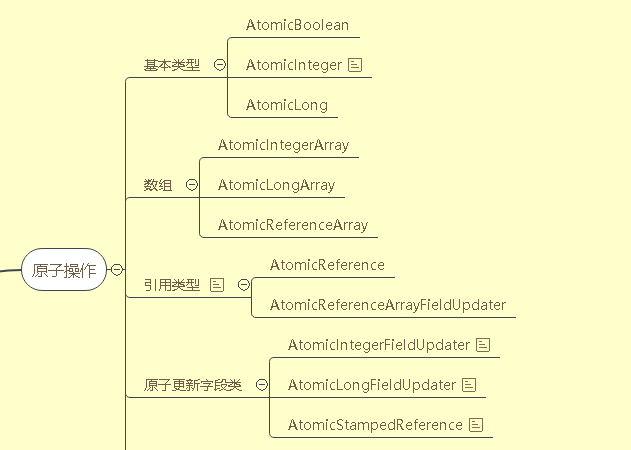 AtomicBoolean
基本类型
AtomicInteger
AtomicLong
AtomicIntegerArray
数组
AtomicLongArray
AtomicReferenceArray
原子操作
AtomicReference
引用类型
AtomicReferenceArrayFieldUpdater
AtomicIntegerFieldUpdater
原子更新字段类
AtomicLongFieldUpdater
AtomicStampedReference